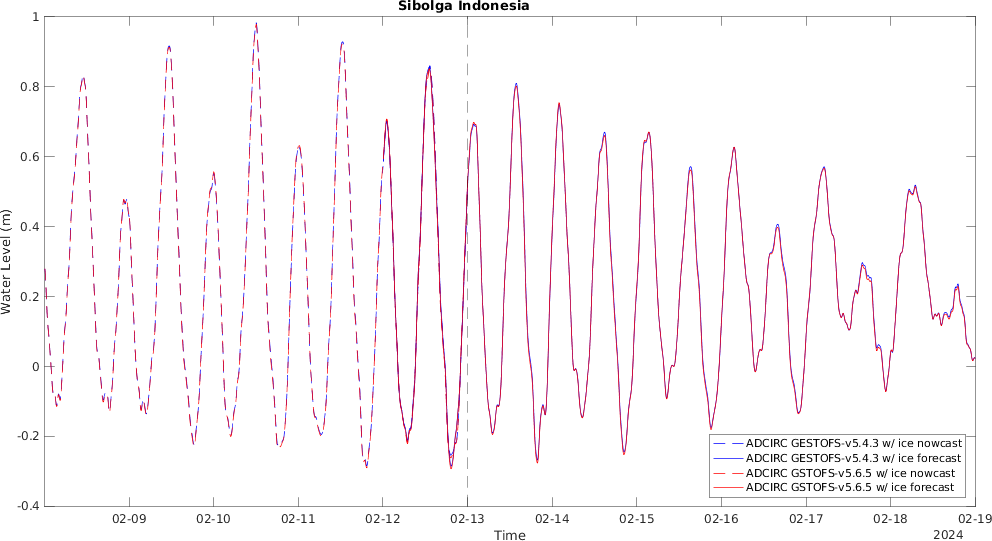 Sibolga Indonesia
1
0.8
0.6
0.4
0.2
0
-0.2
-0.4
Water Level (m)
ADCIRC GESTOFS-v5.4.3 w/ ice nowcast
ADCIRC GESTOFS-v5.4.3 w/ ice forecast
ADCIRC GSTOFS-v5.6.5 w/ ice nowcast
ADCIRC GSTOFS-v5.6.5 w/ ice forecast
02-09 02-10 02-11 02-12 02-13 02-14 02-15 02-16 02-17 02-18 02-19
Time
2024